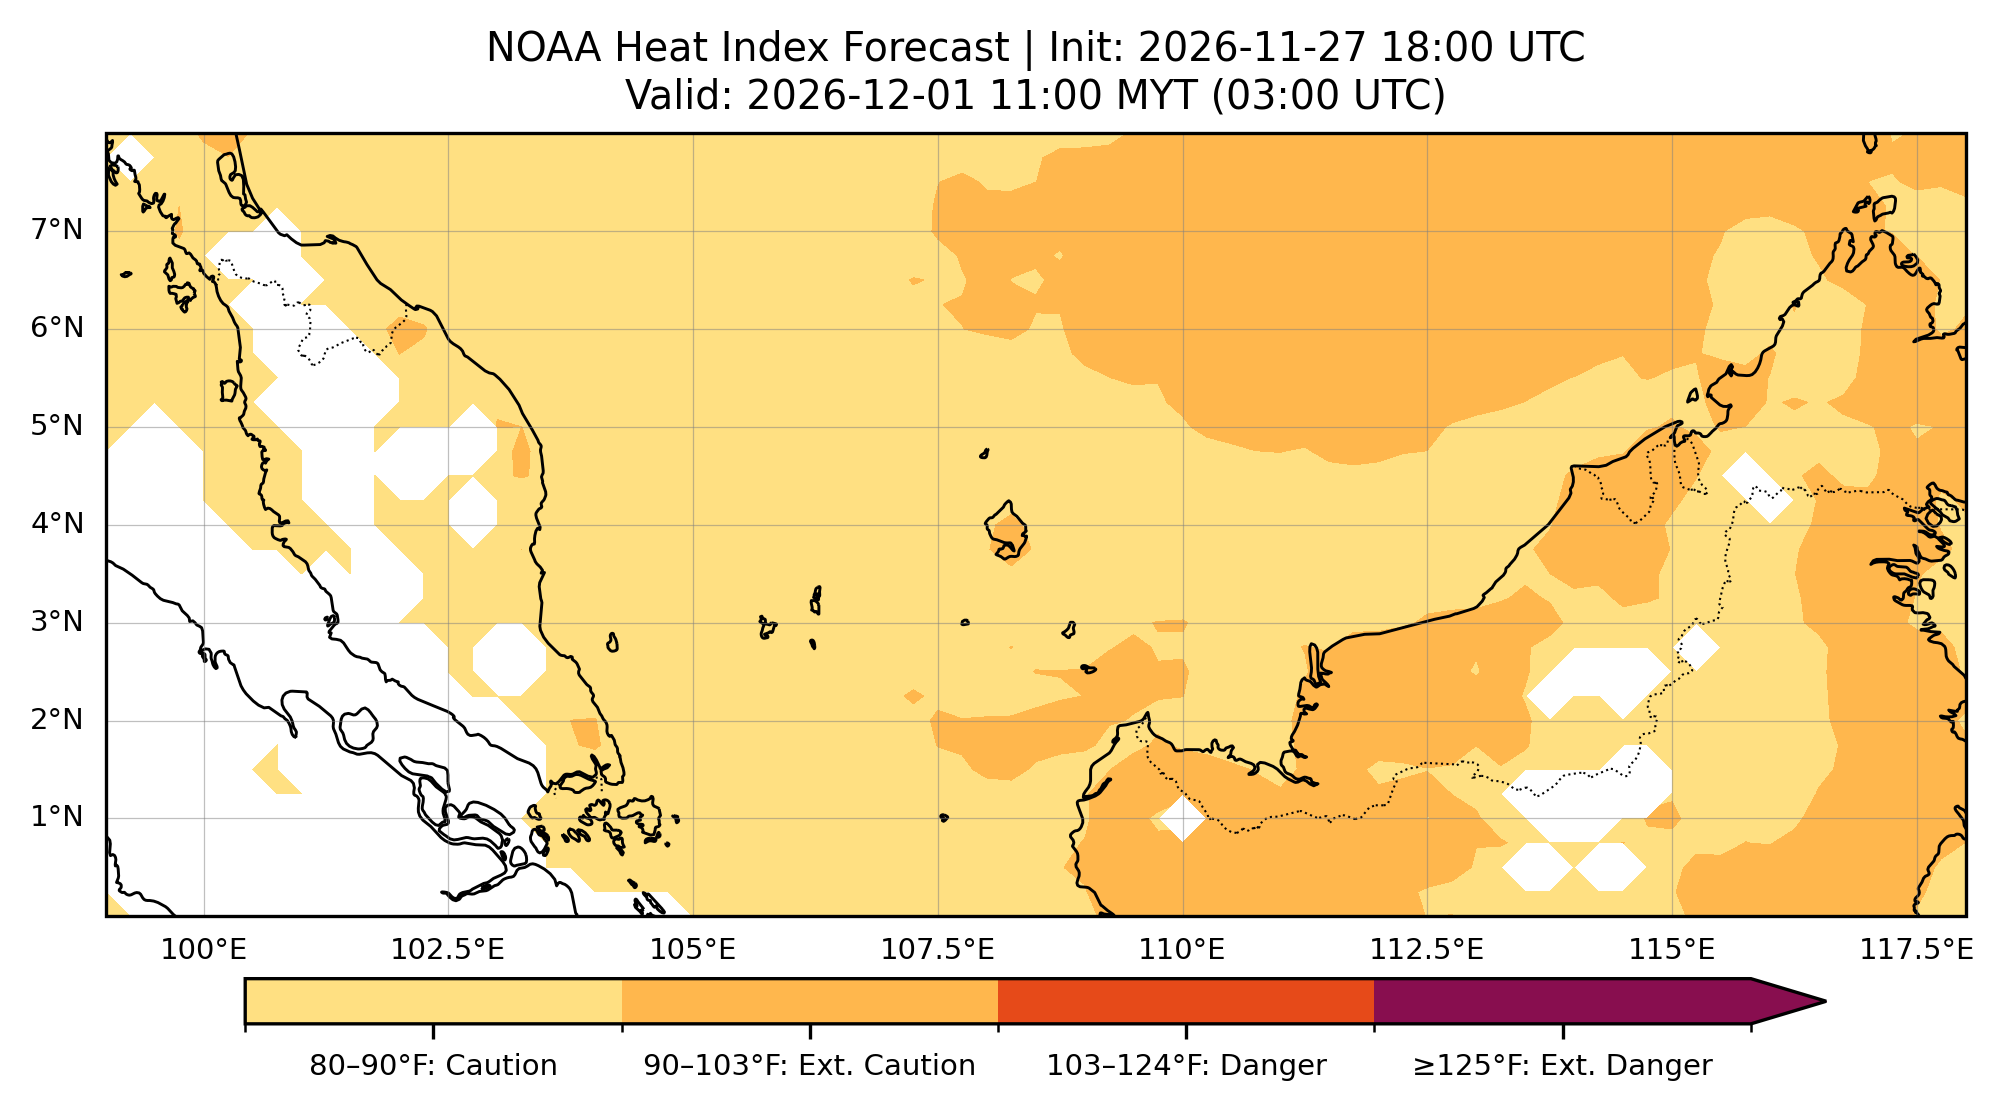 NOAA Heat Index Forecast | Init: 2026-11-27 18:00 UTC
Valid: 2026-12-01 11:00 MYT (03:00 UTC)
7°N
6°N
5°N
4°N
3°N
2°N
1°N
100°E 102.5°E 105°E 107.5°E 110°E 112.5°E 115°E 117.5°E
80–90°F: Caution 90–103°F: Ext. Caution 103–124°F: Danger ≥125°F: Ext. Danger